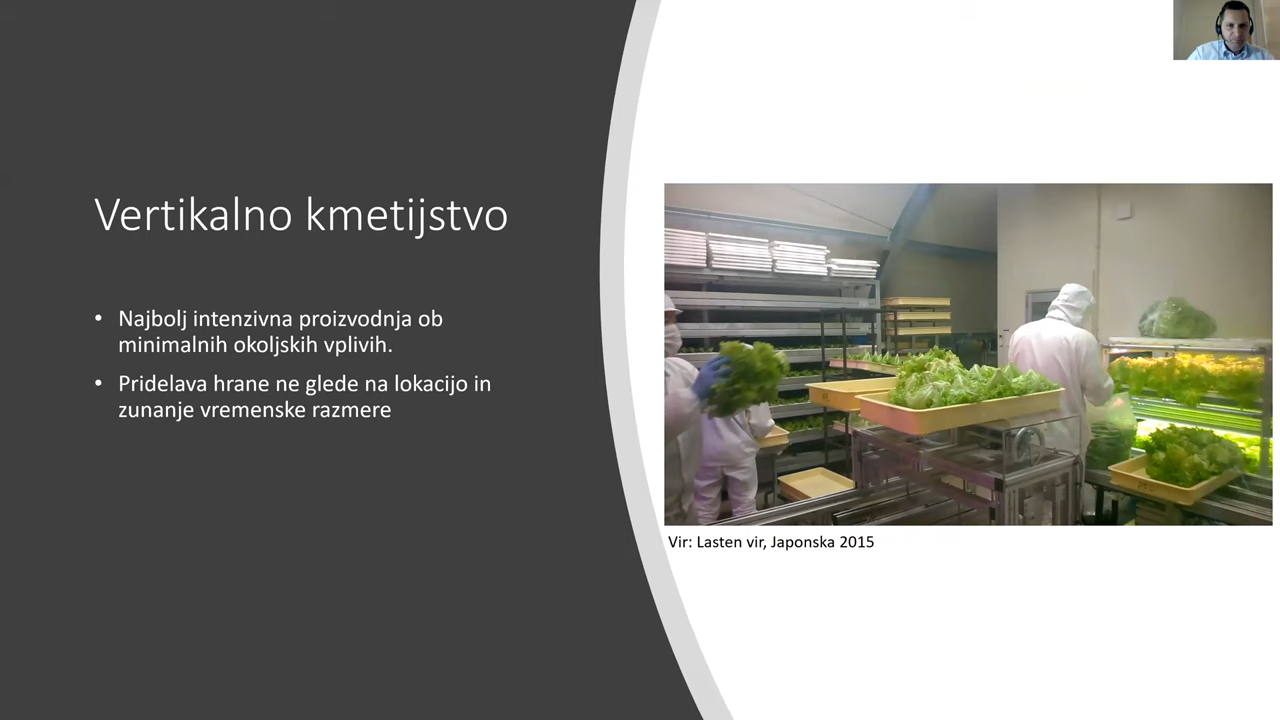 Vertikalno kmetijstvo
• Najbolj intenzivna proizvodnja ob
minimalnih okoljskih vplivih.
• Pridelava hrane ne glede na lokacijo in
zunanje vremenske razmere
Vir: Lasten vir, Japonska 2015